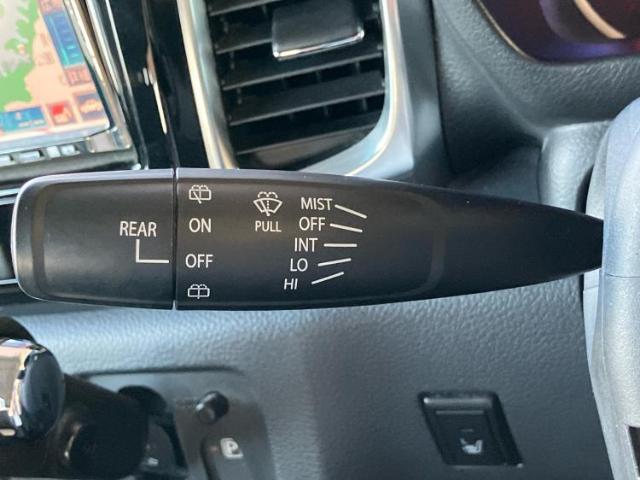 REAR
ON
OFF
PULL
MIST
OFF
INT
LO
HI